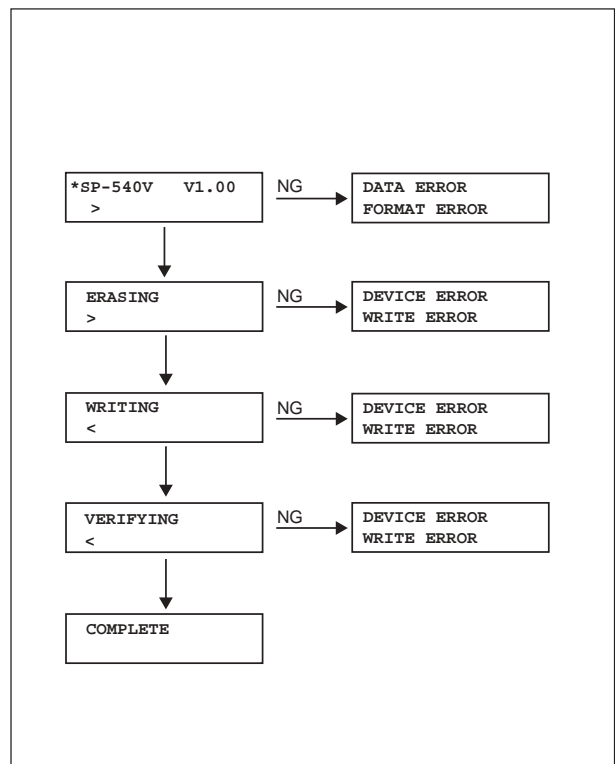 *SP-540V V1.00
>
NG
DATA ERROR
FORMAT ERROR
ERASING
>
NG
DEVICE ERROR
WRITE ERROR
WRITING
<
NG
DEVICE ERROR
WRITE ERROR
VERIFYING
<
NG
DEVICE ERROR
WRITE ERROR
COMPLETE